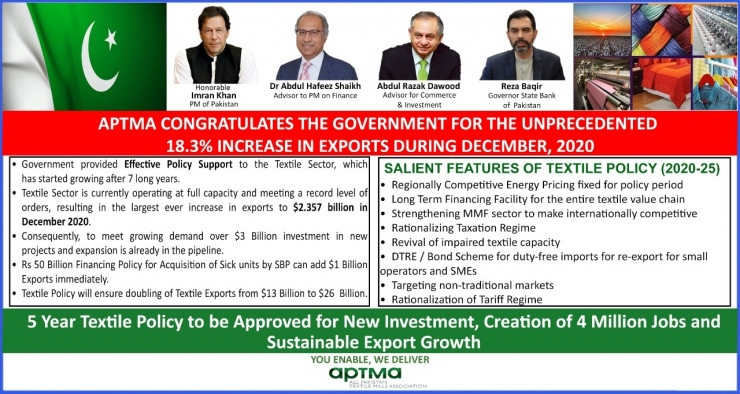 Honorable
Imran Khan
PM of Pakistan
Dr Abdul Hafeez Shaikh
Advisor to PM on Finance
Abdul Razak Dawood
Advisor for Commerce
& Investment
Reza Baqir
Governor State Bank
of Pakistan
APTMA CONGRATULATES THE GOVERNMENT FOR THE UNPRECEDENTED
18.3% INCREASE IN EXPORTS DURING DECEMBER, 2020
• Government provided Effective Policy Support to the Textile Sector, which
has started growing after 7 long years.
• Textile Sector is currently operating at full capacity and meeting a record level of
orders, resulting in the largest ever increase in exports to $2.357 billion in
December 2020.
• Consequently, to meet growing demand over $3 Billion investment in new
projects and expansion is already in the pipeline.
• Rs 50 Billion Financing Policy for Acquisition of Sick units by SBP can add $1 Billion
Exports immediately.
• Textile Policy will ensure doubling of Textile Exports from $13 Billion to $26 Billion.
SALIENT FEATURES OF TEXTILE POLICY (2020-25)
• Regionally Competitive Energy Pricing fixed for policy period
• Long Term Financing Facility for the entire textile value chain
• Strengthening MMF sector to make internationally competitive
• Rationalizing Taxation Regime
• Revival of impaired textile capacity
• DTRE / Bond Scheme for duty-free imports for re-export for small
operators and SMEs
• Targeting non-traditional markets
• Rationalization of Tariff Regime
5 Year Textile Policy to be Approved for New Investment, Creation of 4 Million Jobs and
Sustainable Export Growth
YOU ENABLE, WE DELIVER
aptma
ALL PAKISTAN
TEXTILE MILLS ASSOCIATION